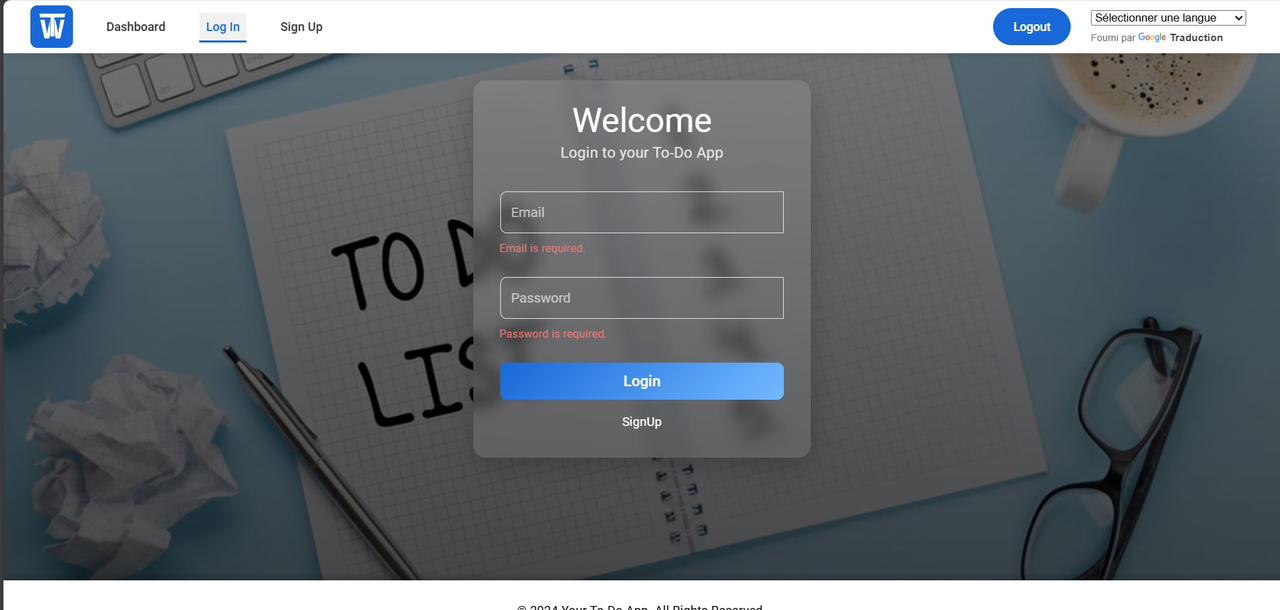 Dashboard
Log In
Sign Up
Logout
Sélectionner une langue
Fourni par Google Traduction
Welcome
Login to your To-Do App
Email
Email is required.
TO DO
Password
Password is required.
LIST
Login
SignUp
© 2024 Your To-Do App. All Rights Reserved.